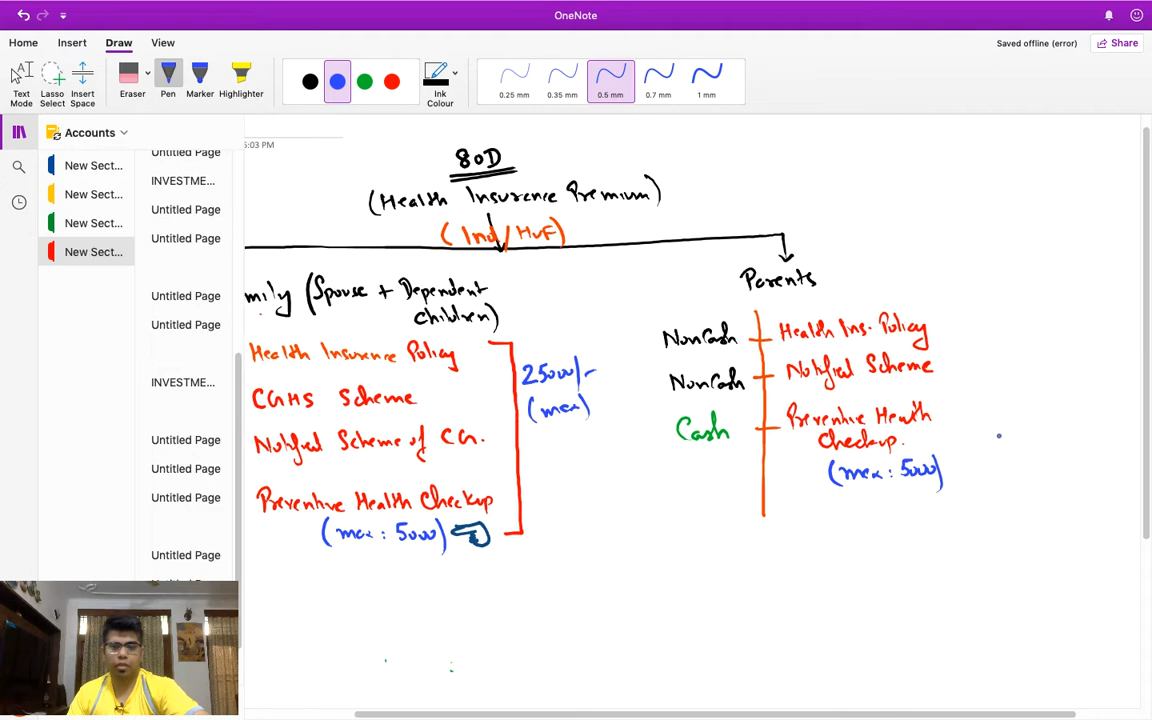 OneNote
Home
Insert
Draw
View
Saved offline (error)
Share
Text Mode
Lasso Select
Insert Space
Eraser
Pen
Marker
Highlighter
Ink Colour
0.25 mm
0.35 mm
0.5 mm
0.7 mm
1 mm
Accounts
New Sect...
New Sect...
New Sect...
New Sect...
Untitled Page
INVESTME...
Untitled Page
Untitled Page
Untitled Page
Untitled Page
INVESTME...
Untitled Page
Untitled Page
Untitled Page
Untitled Page
5:03 PM
80D
(Health Insurance Premium)
(Ind/HUF)
mily (Spouse + Dependent
children)
Health Insurance Policy
CGHS Scheme
Notified Scheme of CG.
Preventive Health Checkup
(max : 5000)
25000/-
(max)
Parents
NonCash Health Ins. Policy
NonCash Notified Scheme
Cash Preventive Health
Checkup.
(max : 5000)